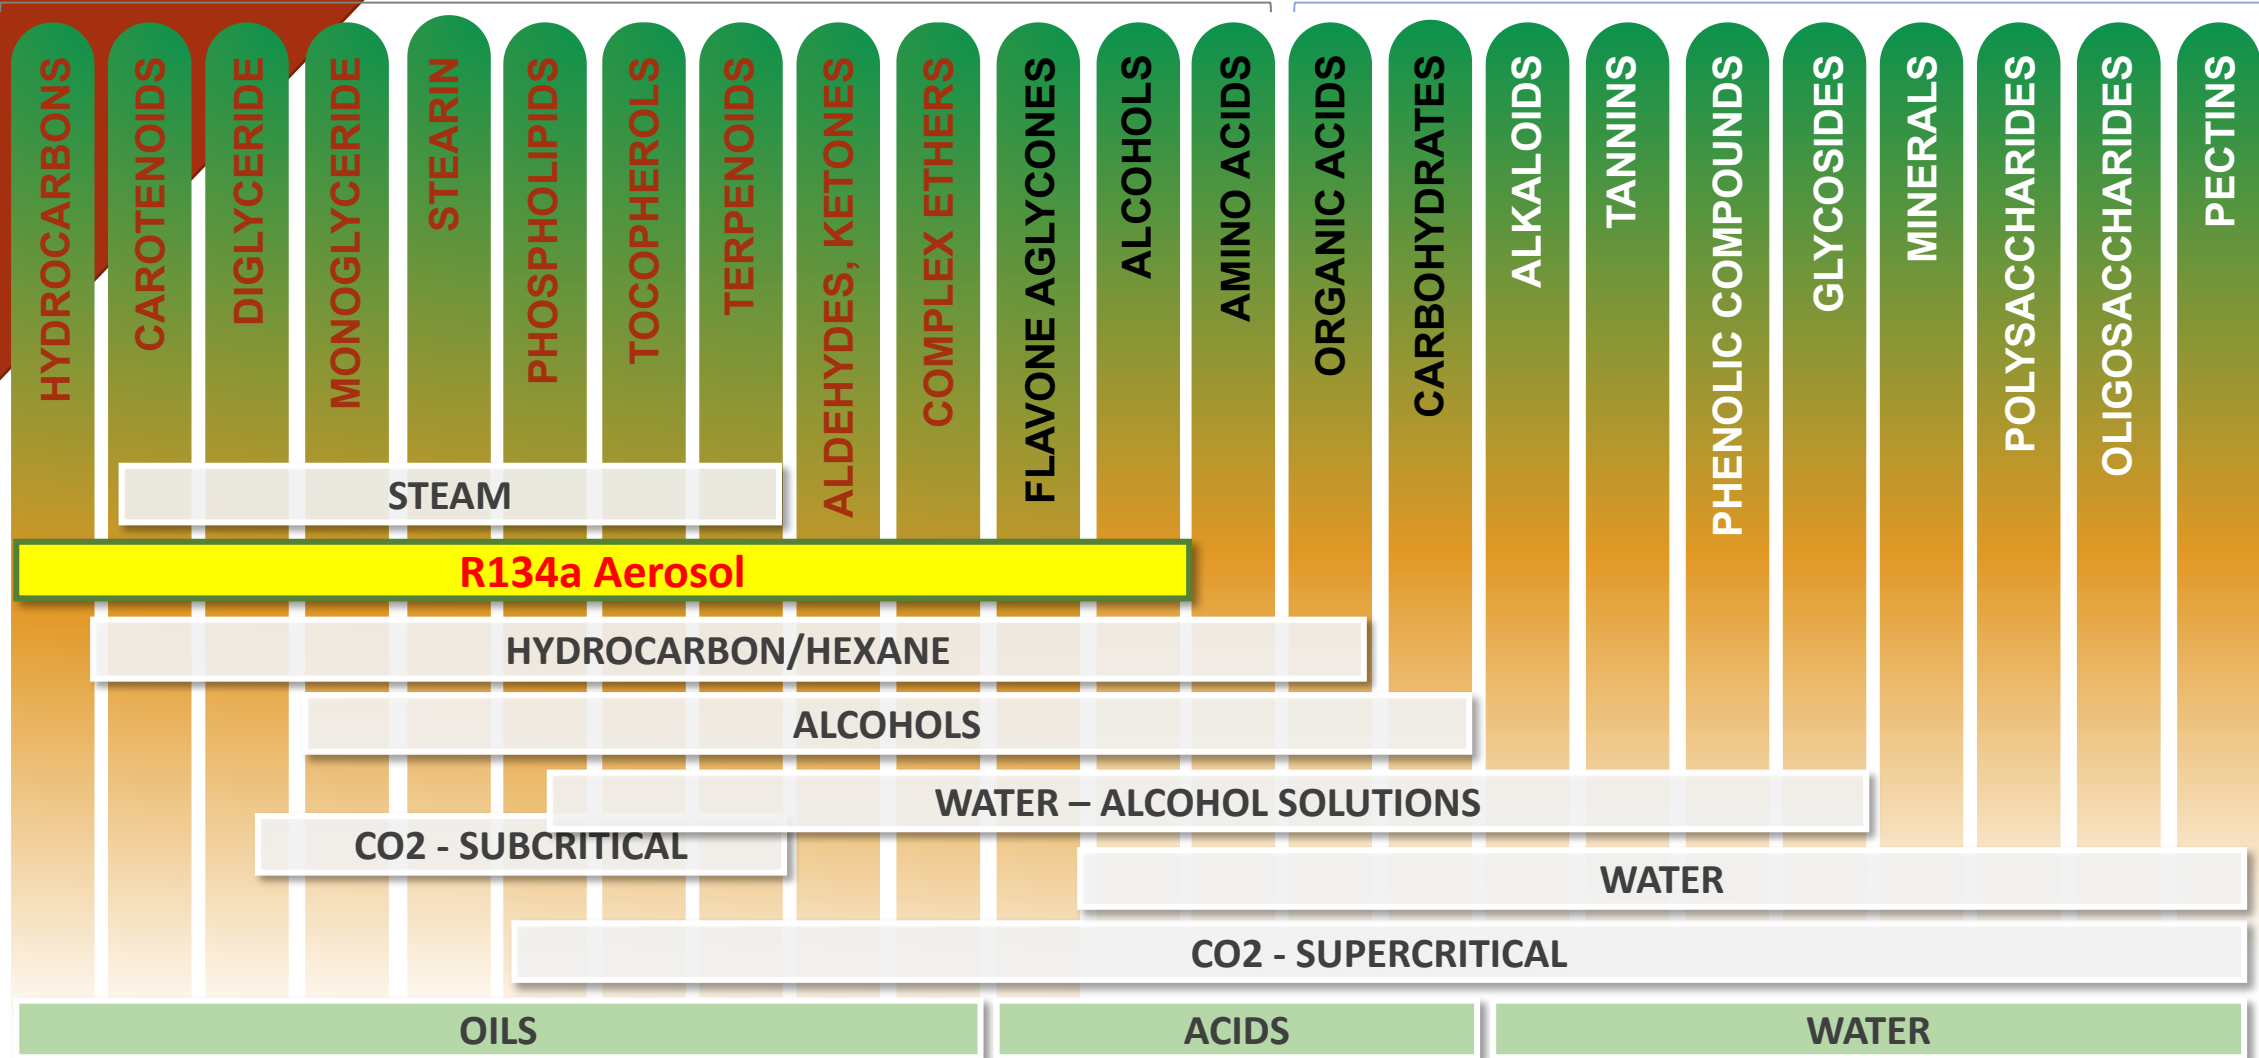 HYDROCARBONS
CAROTENOIDS
DIGLYCERIDE
MONOGLYCERIDE
STEARIN
PHOSPHOLIPIDS
TOCOPHEROLS
TERPENOIDS
ALDEHYDES, KETONES
COMPLEX ETHERS
FLAVONE AGLYCONES
ALCOHOLS
AMINO ACIDS
ORGANIC ACIDS
CARBOHYDRATES
ALKALOIDS
TANNINS
PHENOLIC COMPOUNDS
GLYCOSIDES
MINERALS
POLYSACCHARIDES
OLIGOSACCHARIDES
PECTINS
STEAM
R134a Aerosol
HYDROCARBON/HEXANE
ALCOHOLS
WATER – ALCOHOL SOLUTIONS
CO2 - SUBCRITICAL
WATER
CO2 - SUPERCRITICAL
OILS
ACIDS
WATER